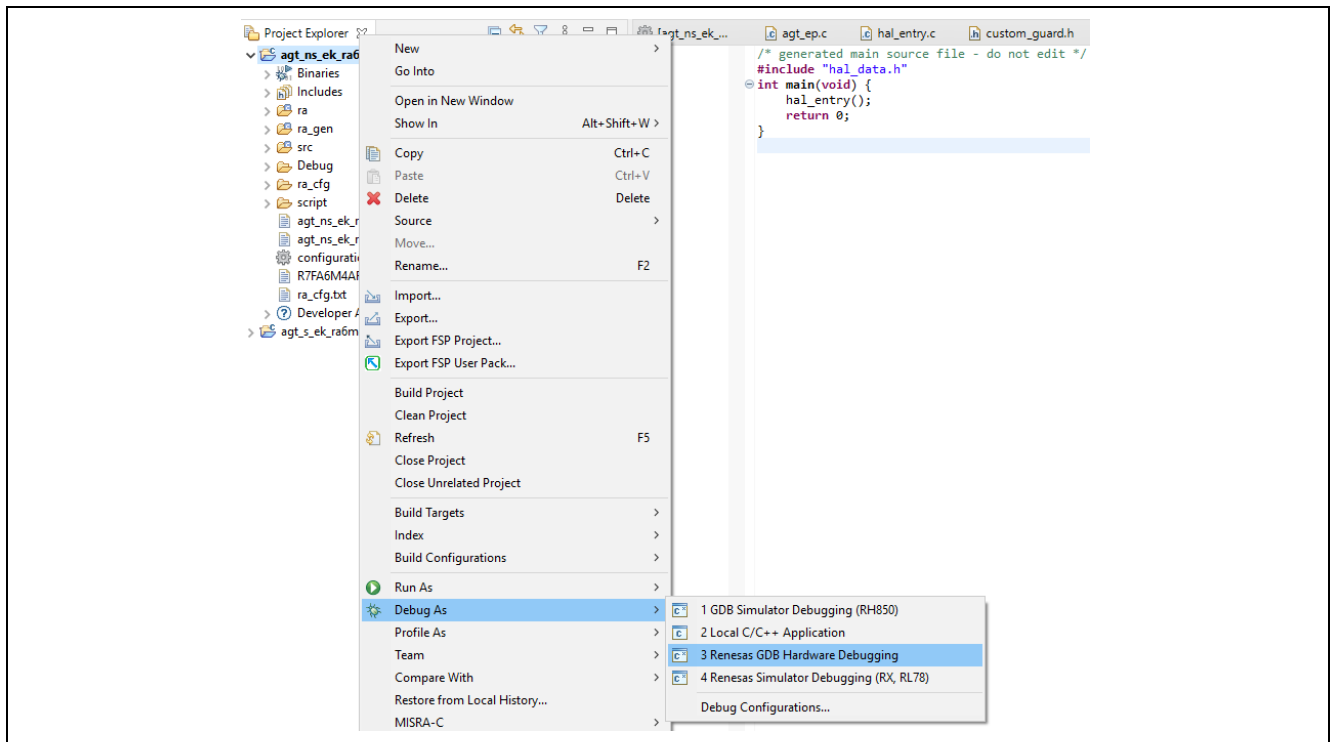 Project Explorer
agt_ns_ek_ra6
Binaries
Includes
ra
ra_gen
src
Debug
ra_cfg
script
agt_ns_ek_r
agt_ns_ek_r
configurati
R7FA6M4AF
ra_cfg.txt
Developer A
agt_s_ek_ra6m
New
Go Into
Open in New Window
Show In Alt+Shift+W >
Copy Ctrl+C
Paste Ctrl+V
Delete Delete
Source
Move...
Rename... F2
Import...
Export...
Export FSP Project...
Export FSP User Pack...
Build Project
Clean Project
Refresh F5
Close Project
Close Unrelated Project
Build Targets
Index
Build Configurations
Run As
Debug As
Profile As
Team
Compare With
Restore from Local History...
MISRA-C
1 GDB Simulator Debugging (RH850)
2 Local C/C++ Application
3 Renesas GDB Hardware Debugging
4 Renesas Simulator Debugging (RX, RL78)
Debug Configurations...
[agt_ns_ek_... agt_ep.c hal_entry.c custom_guard.h
/* generated main source file - do not edit */
#include "hal_data.h"
int main(void) {
hal_entry();
return 0;
}